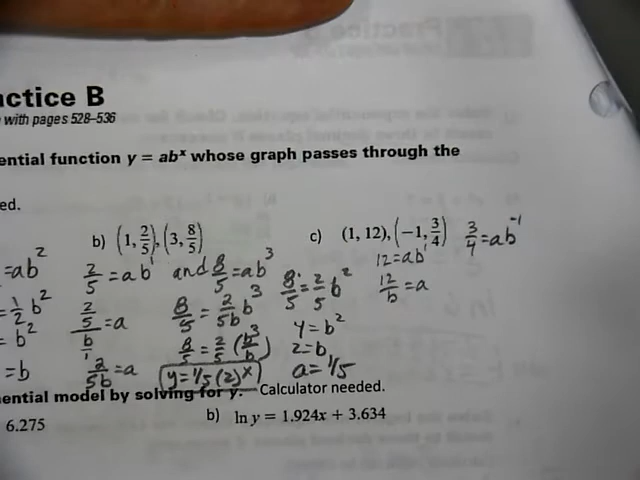 actice B
with pages 528–536
ential function y = ab^x whose graph passes through the
ed.
b) (1, 2/5), (3, 8/5)
c) (1, 12), (−1, 3/4) 3/4 = ab^-1
=ab^2
2/5 = ab^1 and 8/5 = ab^3
8/5 = 2/5 b^2
12 = ab^1
12/b = a
= 1/2 b^2
2/5 / b/1 = a
8/5 = 2/5b b^3
4 = b^2
= b^2
8/5 = 2/5 (b^3/b)
2 = b
= b
2/5b = a
y = 1/5 (2)^x
a = 1/5
nential model by solving for y. Calculator needed.
6.275
b) ln y = 1.924x + 3.634